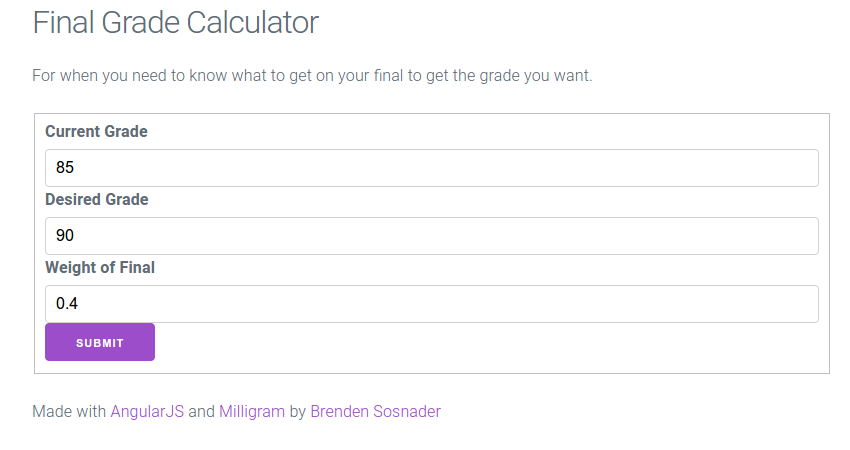 Final Grade Calculator
For when you need to know what to get on your final to get the grade you want.
Current Grade
85
Desired Grade
90
Weight of Final
0.4
SUBMIT
Made with AngularJS and Milligram by Brenden Sosnader